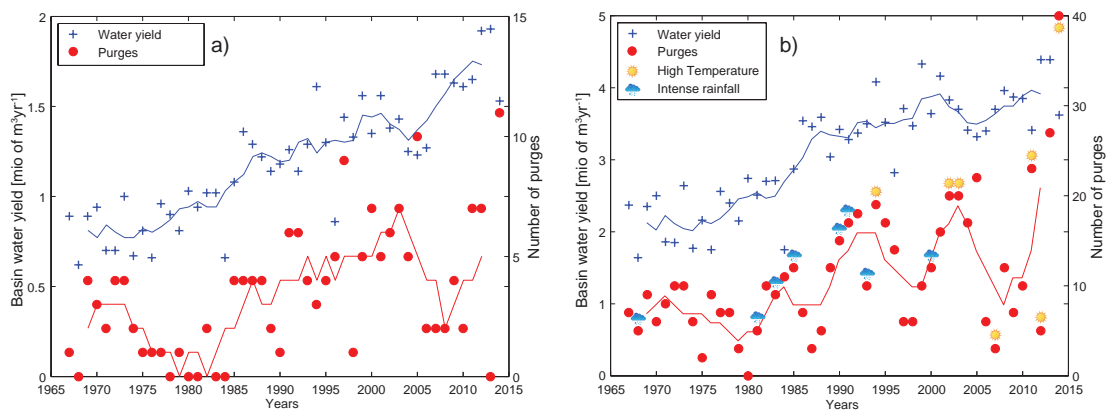 2
1.5
1
0.5
0
Basin water yield [mio of m³yr⁻¹]
Water yield
Purges
a)
15
10
5
0
Number of purges
1965 1970 1975 1980 1985 1990 1995 2000 2005 2010 2015
Years
5
4
3
2
1
0
Basin water yield [mio of m³yr⁻¹]
Water yield
Purges
High Temperature
Intense rainfall
b)
40
30
20
10
0
Number of purges
1965 1970 1975 1980 1985 1990 1995 2000 2005 2010 2015
Years